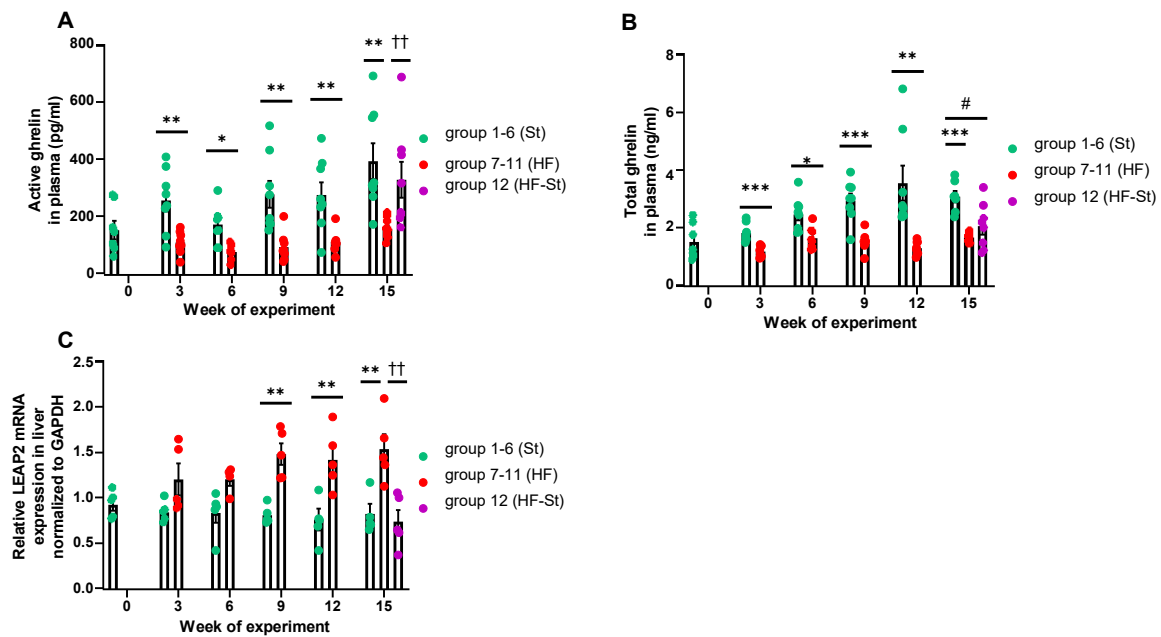 A
Active ghrelin
in plasma (pg/ml)
800
600
400
200
0
**
*
**
**
**
††
0
3
6
9
12
15
Week of experiment
group 1-6 (St)
group 7-11 (HF)
group 12 (HF-St)
B
Total ghrelin
in plasma (ng/ml)
8
6
4
2
0
***
*
***
**
#
***
0
3
6
9
12
15
Week of experiment
group 1-6 (St)
group 7-11 (HF)
group 12 (HF-St)
C
Relative LEAP2 mRNA
expression in liver
normalized to GAPDH
2.5
2.0
1.5
1.0
0.5
0.0
**
**
**
††
0
3
6
9
12
15
Week of experiment
group 1-6 (St)
group 7-11 (HF)
group 12 (HF-St)